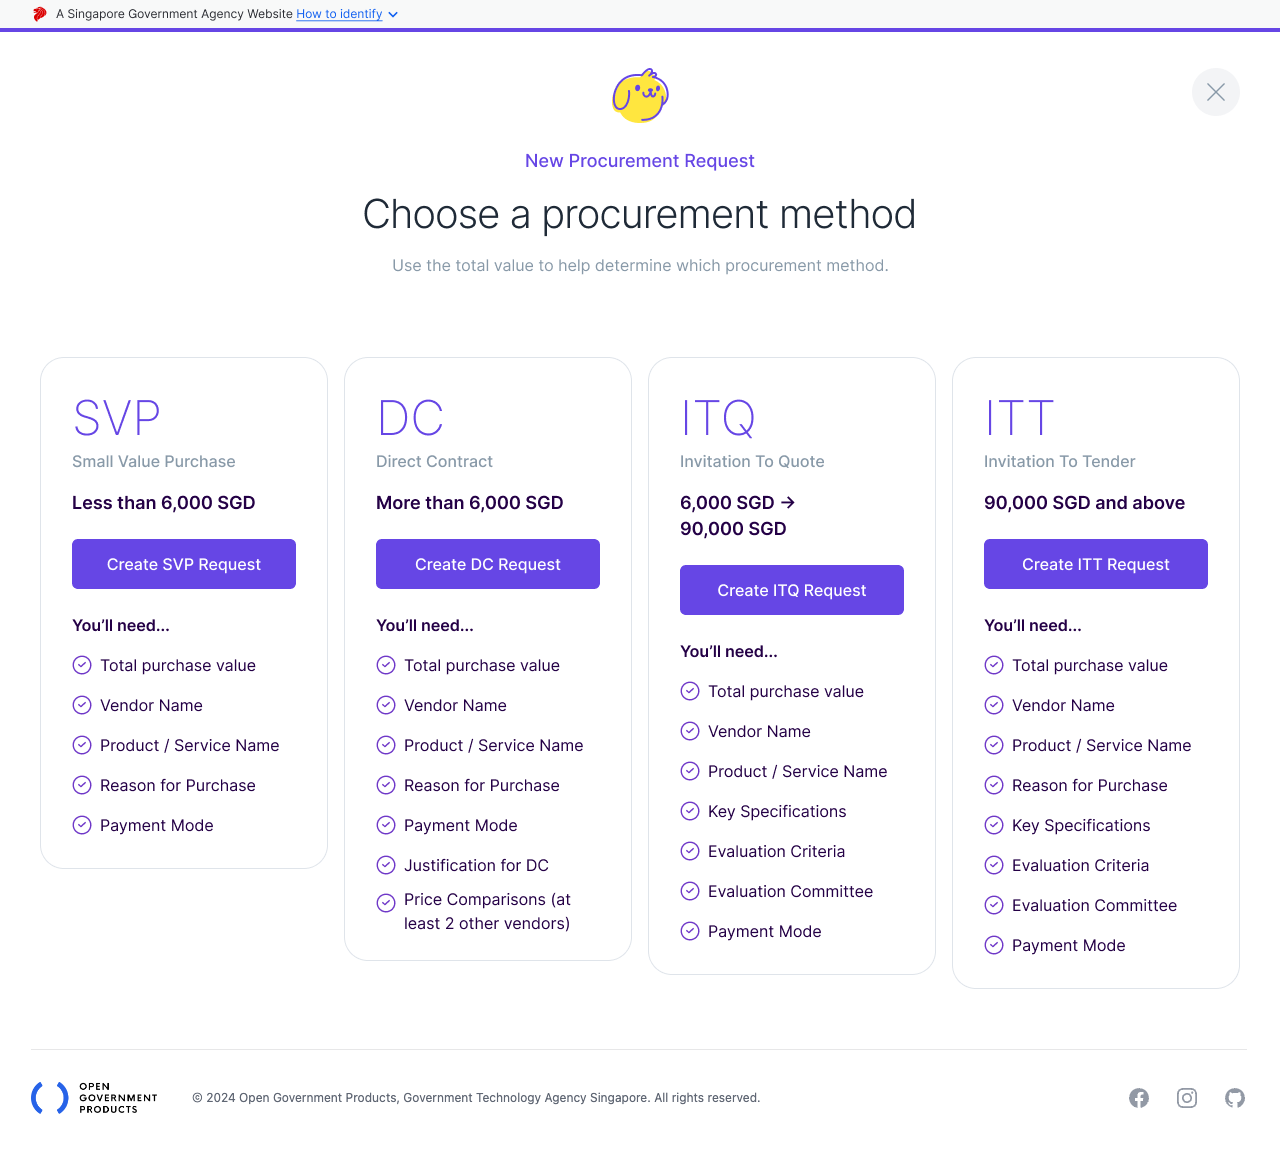 A Singapore Government Agency Website How to identify
New Procurement Request
Choose a procurement method
Use the total value to help determine which procurement method.
SVP
Small Value Purchase
Less than 6,000 SGD
Create SVP Request
You’ll need...
Total purchase value
Vendor Name
Product / Service Name
Reason for Purchase
Payment Mode
DC
Direct Contract
More than 6,000 SGD
Create DC Request
You’ll need...
Total purchase value
Vendor Name
Product / Service Name
Reason for Purchase
Payment Mode
Justification for DC
Price Comparisons (at
least 2 other vendors)
ITQ
Invitation To Quote
6,000 SGD →
90,000 SGD
Create ITQ Request
You’ll need...
Total purchase value
Vendor Name
Product / Service Name
Key Specifications
Evaluation Criteria
Evaluation Committee
Payment Mode
ITT
Invitation To Tender
90,000 SGD and above
Create ITT Request
You’ll need...
Total purchase value
Vendor Name
Product / Service Name
Reason for Purchase
Key Specifications
Evaluation Criteria
Evaluation Committee
Payment Mode
OPEN
GOVERNMENT
PRODUCTS
© 2024 Open Government Products, Government Technology Agency Singapore. All rights reserved.